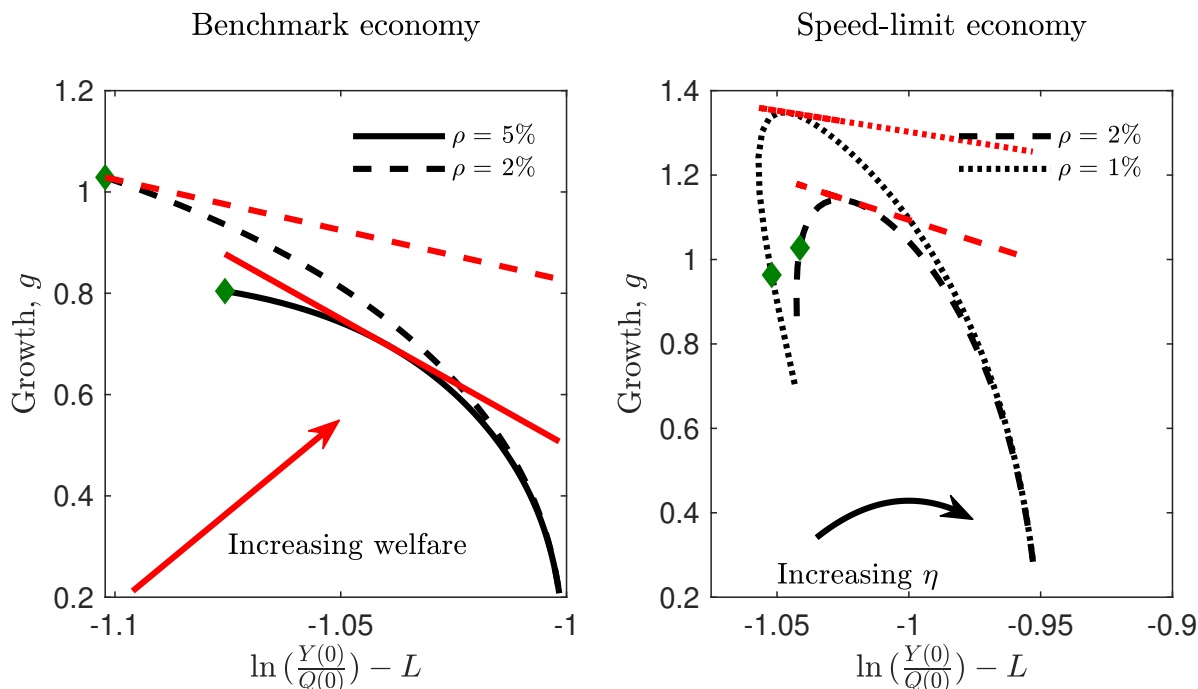 Benchmark economy
1.2
1
0.8
0.6
0.4
0.2
Growth, g
ρ = 5%
ρ = 2%
Increasing welfare
-1.1
-1.05
-1
ln (Y(0)/Q(0)) − L
Speed-limit economy
1.4
1.2
1
0.8
0.6
0.4
0.2
Growth, g
ρ = 2%
ρ = 1%
Increasing η
-1.05
-1
-0.95
-0.9
ln (Y(0)/Q(0)) − L